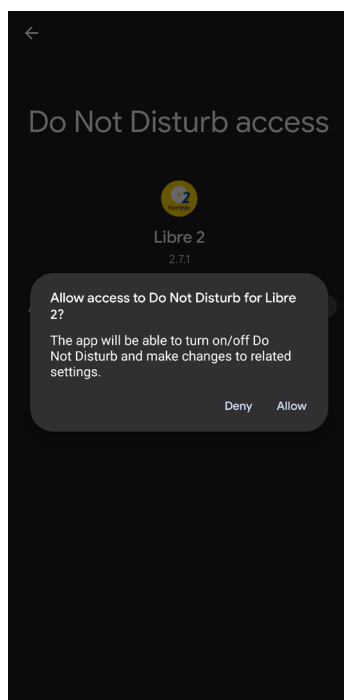 Do Not Disturb access
2
FreeStyle
Libre 2
2.7.1
Allow access to Do Not Disturb for Libre
2?
The app will be able to turn on/off Do
Not Disturb and make changes to related
settings.
Deny Allow